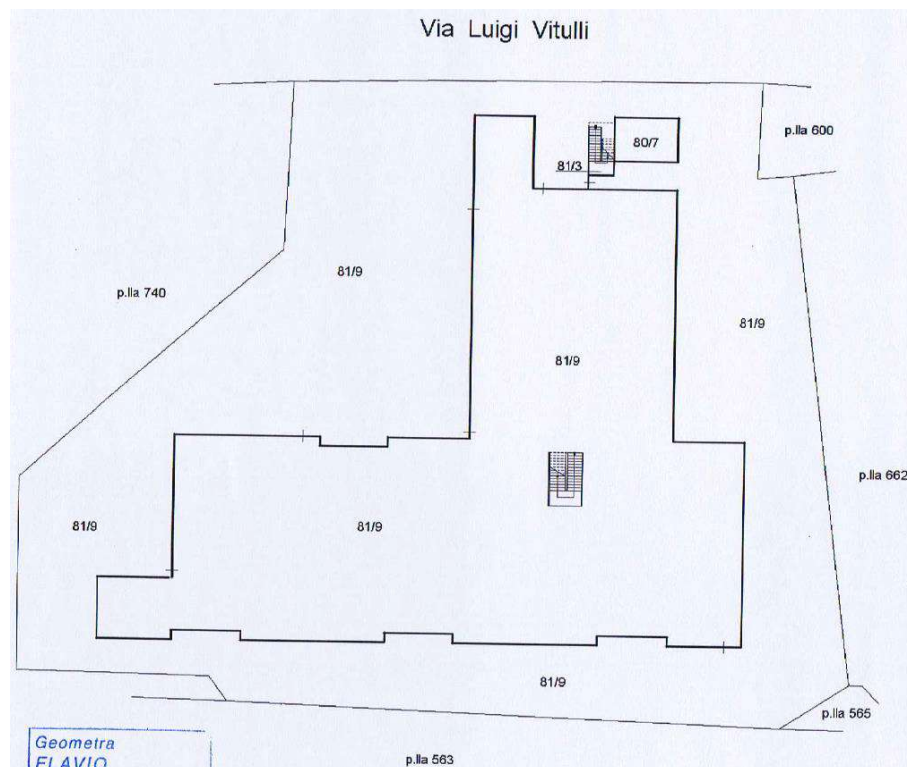 Via Luigi Vitulli
p.lla 600
80/7
81/3
81/9
p.lla 740
81/9
81/9
p.lla 662
81/9
81/9
81/9
p.lla 565
Geometra
FLAVIO
p.lla 563